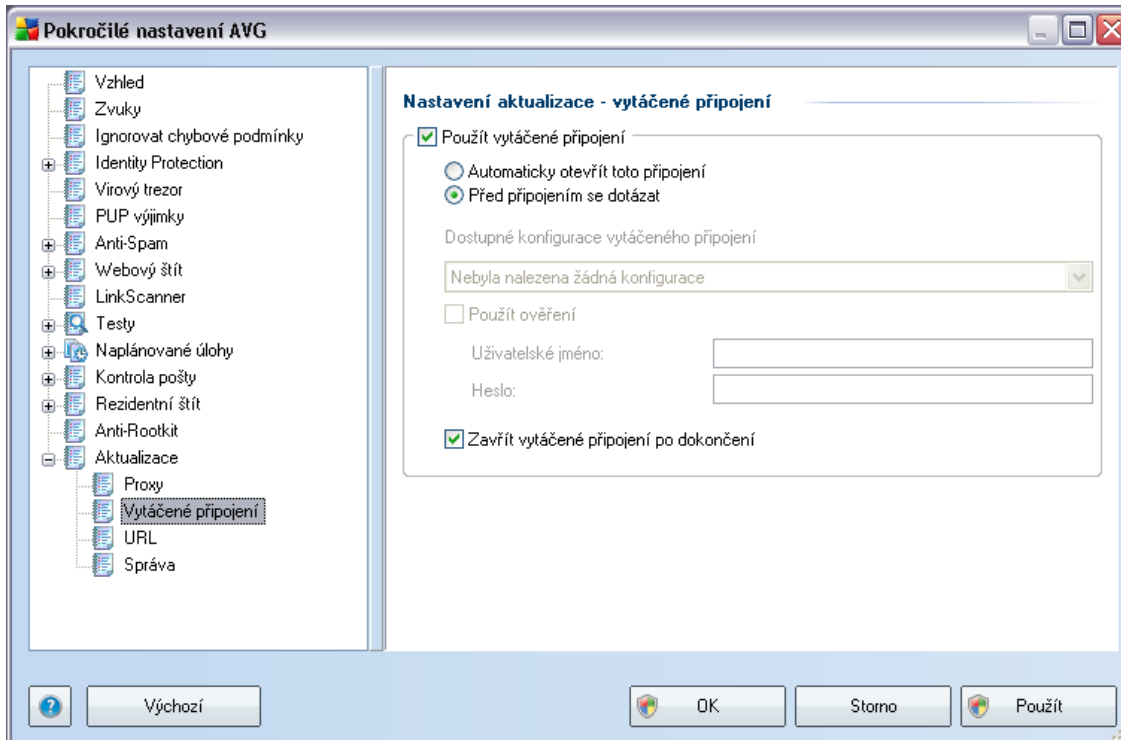 Pokročilé nastavení AVG
Vzhled
Zvuky
Ignorovat chybové podmínky
Identity Protection
Virový trezor
PUP výjimky
Anti-Spam
Webový štít
LinkScanner
Testy
Naplánované úlohy
Kontrola pošty
Rezidentní štít
Anti-Rootkit
Aktualizace
Proxy
Vytáčené připojení
URL
Správa
Nastavení aktualizace - vytáčené připojení
Použít vytáčené připojení
Automaticky otevřít toto připojení
Před připojením se dotázat
Dostupné konfigurace vytáčeného připojení
Nebyla nalezena žádná konfigurace
Použít ověření
Uživatelské jméno:
Heslo:
Zavřít vytáčené připojení po dokončení
Výchozí
OK
Storno
Použít